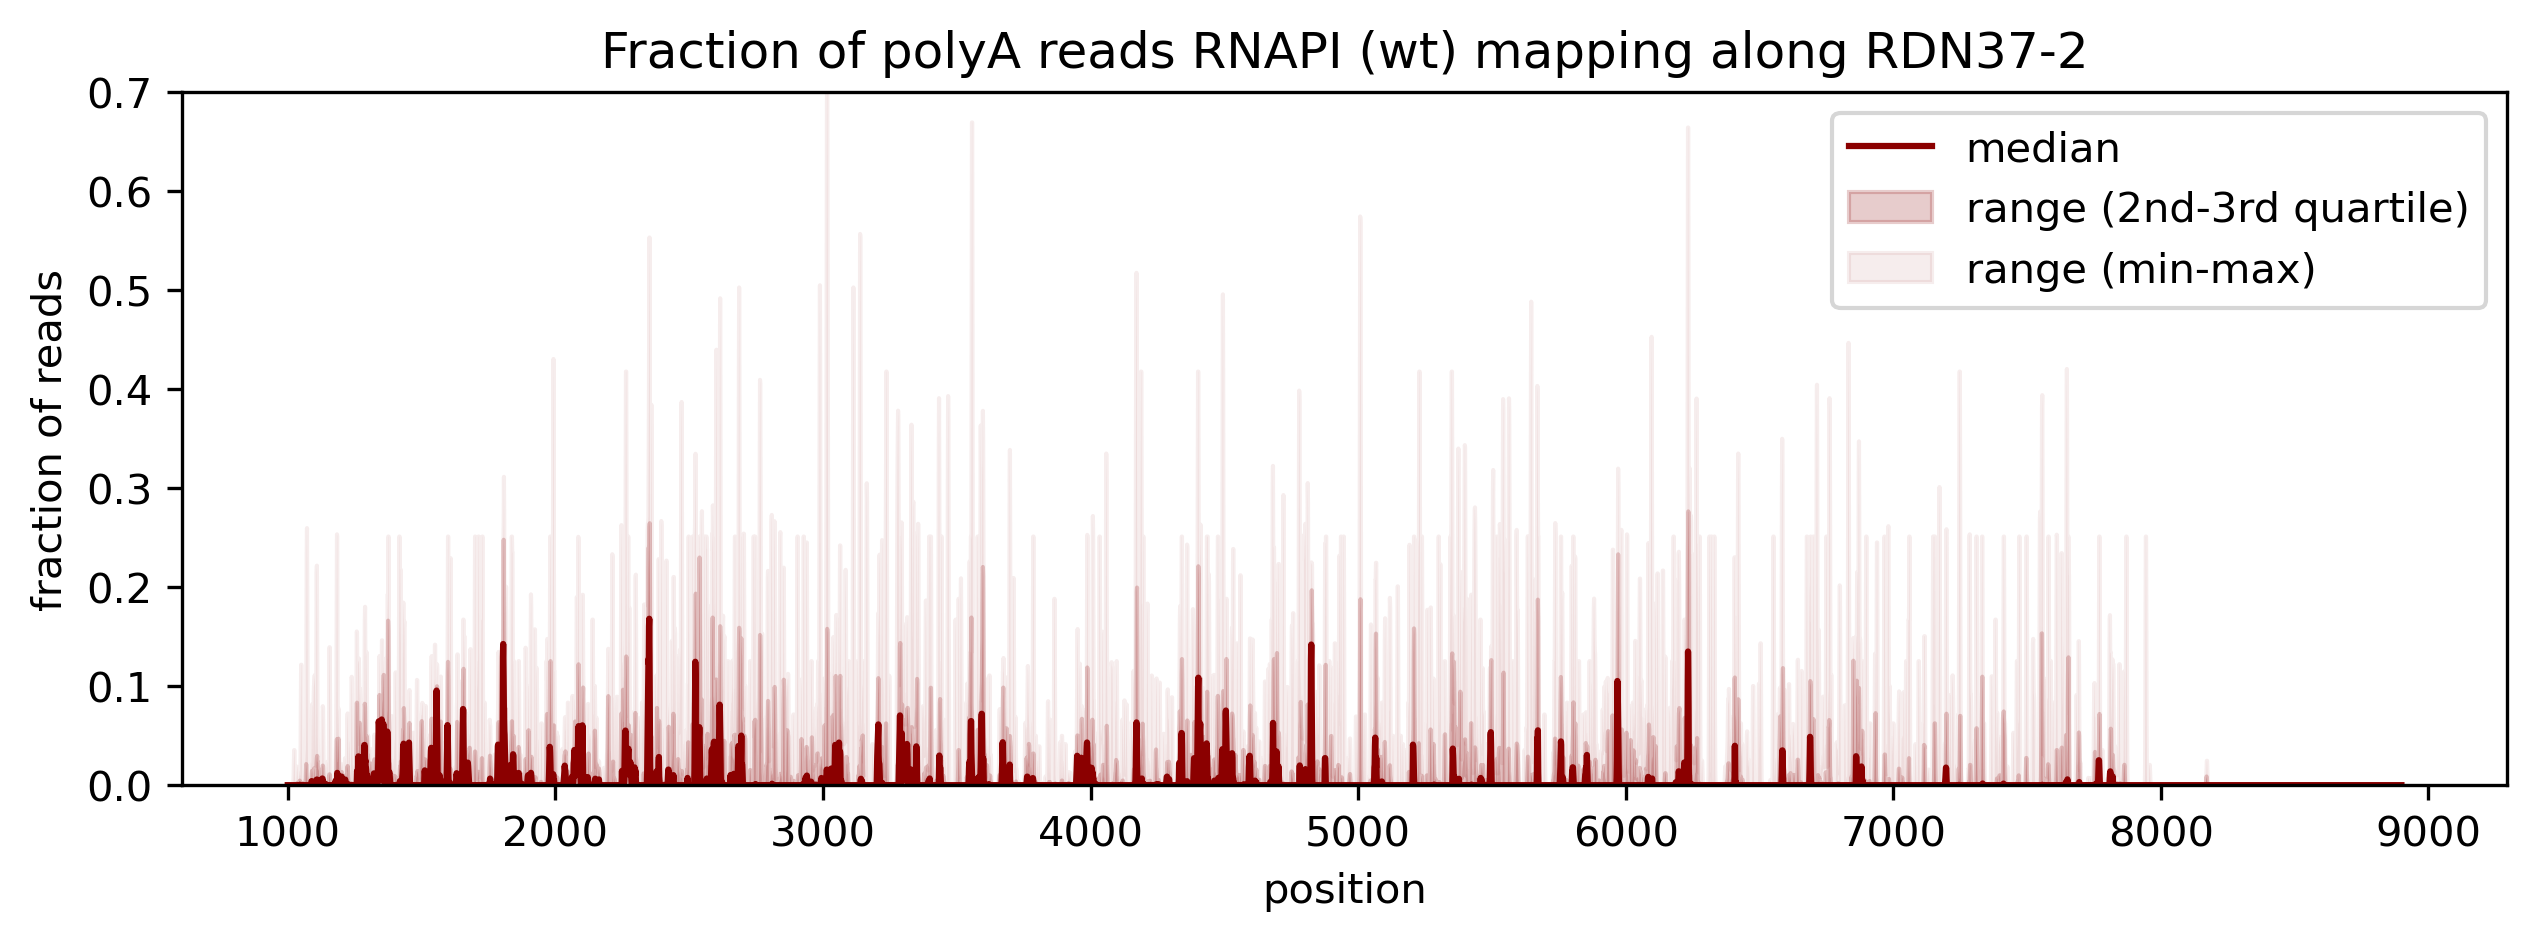 Fraction of polyA reads RNAPI (wt) mapping along RDN37-2
0.7
0.6
0.5
0.4
0.3
0.2
0.1
0.0
fraction of reads
median
range (2nd-3rd quartile)
range (min-max)
1000 2000 3000 4000 5000 6000 7000 8000 9000
position